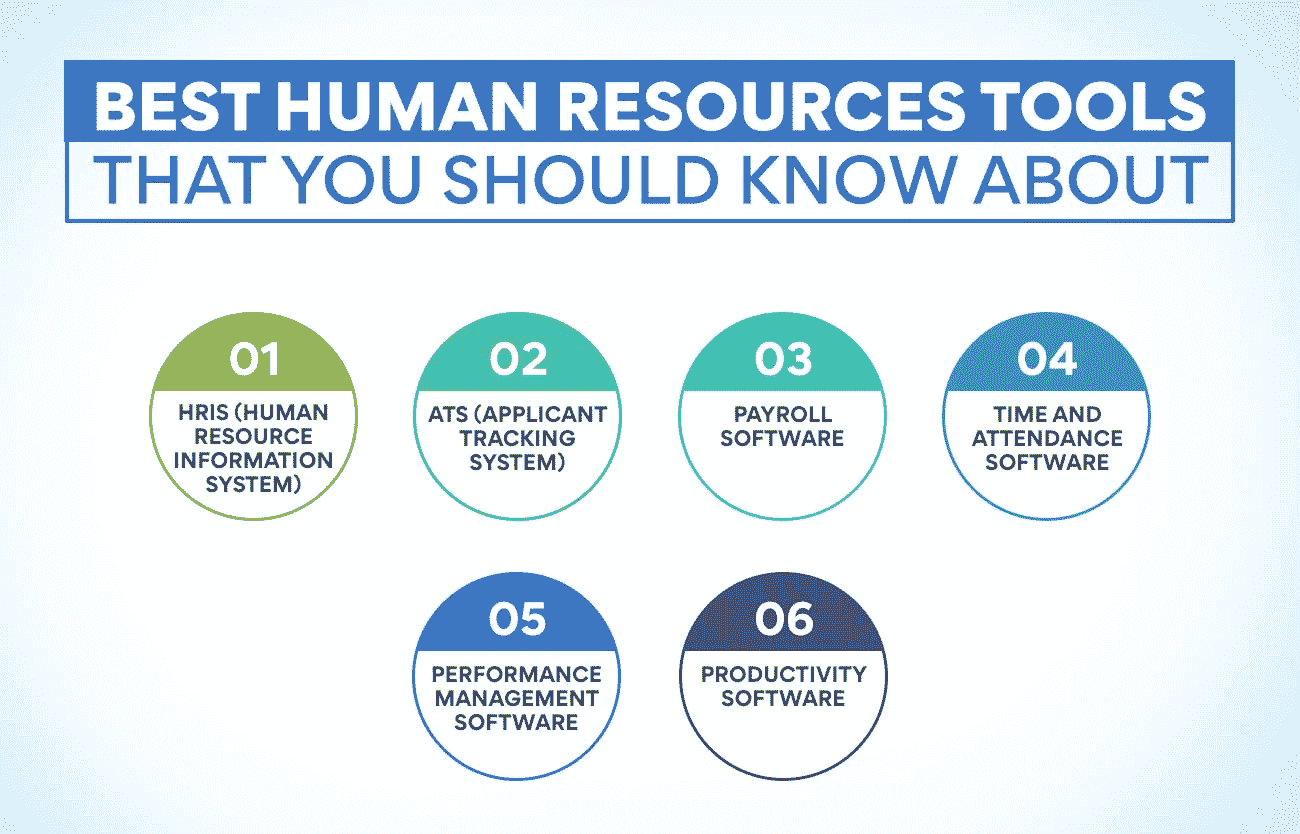 BEST HUMAN RESOURCES TOOLS
THAT YOU SHOULD KNOW ABOUT
01
HRIS (HUMAN
RESOURCE
INFORMATION
SYSTEM)
02
ATS (APPLICANT
TRACKING
SYSTEM)
03
PAYROLL
SOFTWARE
04
TIME AND
ATTENDANCE
SOFTWARE
05
PERFORMANCE
MANAGEMENT
SOFTWARE
06
PRODUCTIVITY
SOFTWARE